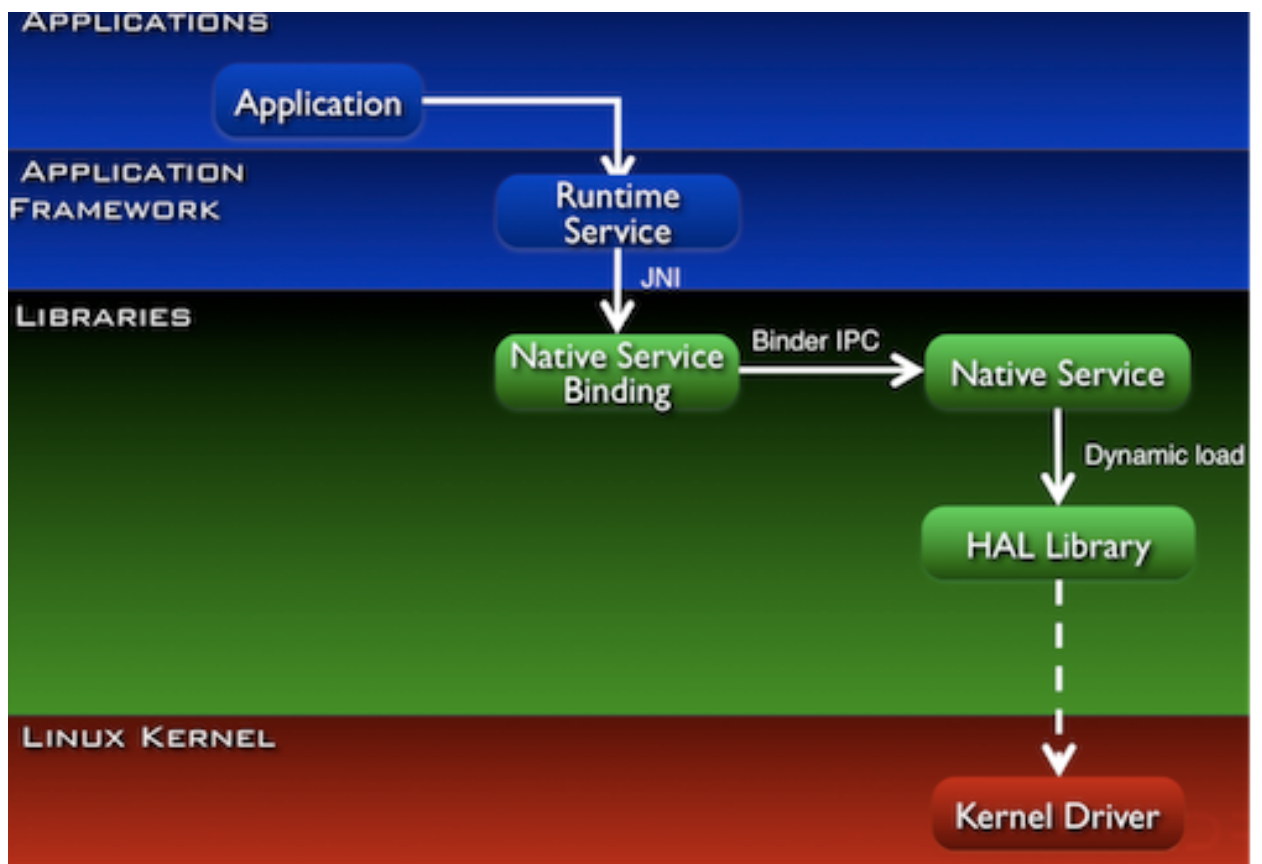 APPLICATIONS
Application
APPLICATION
FRAMEWORK
Runtime
Service
JNI
LIBRARIES
Native Service
Binding
Binder IPC
Native Service
Dynamic load
HAL Library
LINUX KERNEL
Kernel Driver